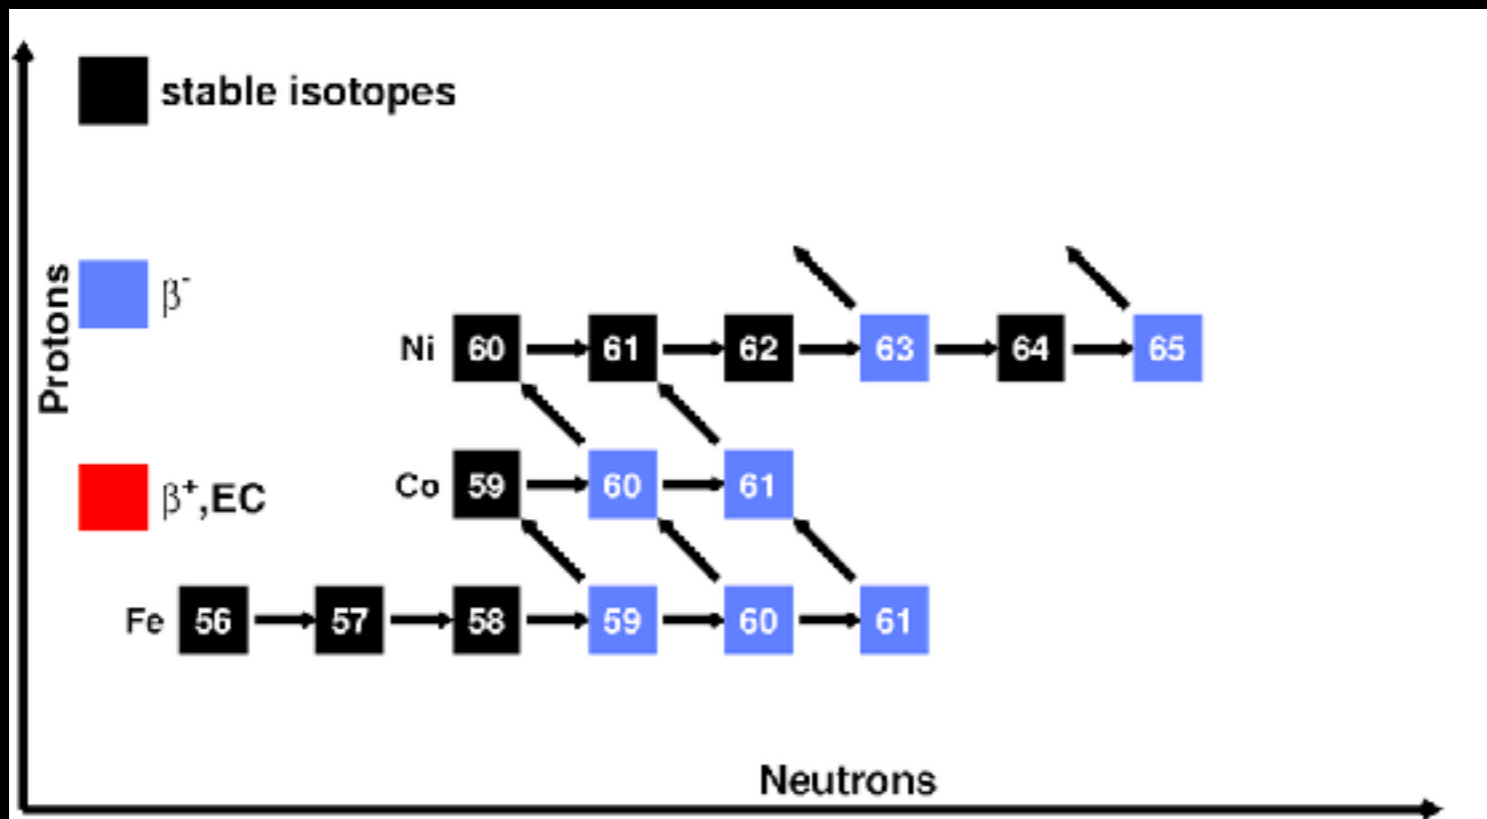 stable isotopes
β⁻
Protons
Ni 60 61 62 63 64 65
β⁺,EC
Co 59 60 61
Fe 56 57 58 59 60 61
Neutrons